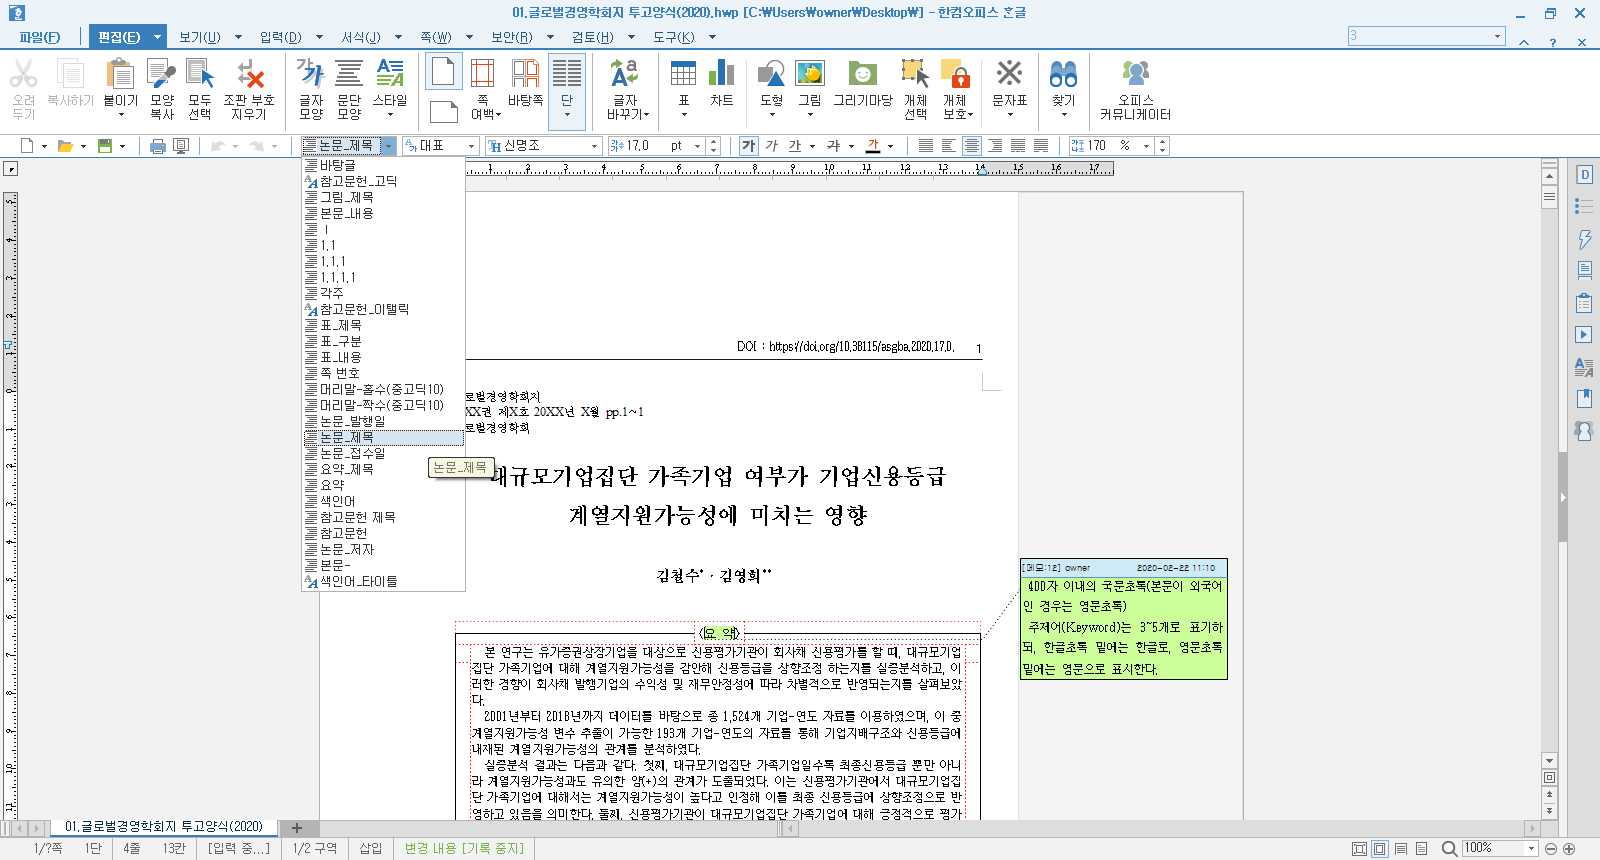 01.글로벌경영학회지 투고양식(2020).hwp [C:₩Users₩owner₩Desktop₩] - 한컴오피스 한글
파일(F)
편집(E)
보기(U)
입력(D)
서식(J)
쪽(W)
보안(R)
검토(H)
도구(K)
3
오려
두기
복사하기
붙이기
모양
복사
모두
선택
조판 부호
지우기
글자
모양
문단
모양
스타일
쪽
여백
바탕쪽
단
글자
바꾸기
표
차트
도형
그림
그리기마당
개체
선택
개체
보호
문자표
찾기
오피스
커뮤니케이터
논문_제목
대표
신명조
17,0 pt
가 가 가 가 가
170 %
바탕글
참고문헌_고딕
그림_제목
본문_내용
I
1.1
1.1.1
1.1.1.1
각주
참고문헌_이탤릭
표_제목
표_구분
표_내용
쪽 번호
머리말-홀수(중고딕10)
머리말-짝수(중고딕10)
논문_발행일
논문_제목
논문_접수일
요약_제목
요약
색인어
참고문헌 제목
참고문헌
논문_저자
본문-
색인어_타이틀
논문_제목
1 2 3 4 5 6 7 8 9 10 11 12 13 14 15 16 17
DOI : https://doi.org/10.38115/asgba.2020.17.0. 1
로벌경영학회지
XX권 제X호 20XX년 X월 pp.1~1
로벌경영학회
대규모기업집단 가족기업 여부가 기업신용등급
계열지원가능성에 미치는 영향
김철수*·김영희**
〈요 약〉
본 연구는 유가증권상장기업을 대상으로 신용평가기관이 회사채 신용평가를 할 때, 대규모기업
집단 가족기업에 대해 계열지원가능성을 감안해 신용등급을 상향조정 하는지를 실증분석하고, 이
러한 경향이 회사채 발행기업의 수익성 및 재무안정성에 따라 차별적으로 반영되는지를 살펴보았
다.
2001년부터 2018년까지 데이터를 바탕으로 총 1,524개 기업-연도 자료를 이용하였으며, 이 중
계열지원가능성 변수 추출이 가능한 193개 기업-연도의 자료를 통해 기업지배구조와 신용등급에
내재된 계열지원가능성의 관계를 분석하였다.
실증분석 결과는 다음과 같다. 첫째, 대규모기업집단 가족기업일수록 최종신용등급 뿐만 아니
라 계열지원가능성과도 유의한 양(+)의 관계가 도출되었다. 이는 신용평가기관에서 대규모기업집
단 가족기업에 대해서는 계열지원가능성이 높다고 인정해 이를 최종 신용등급에 상향조정으로 반
영하고 있음을 의미한다. 둘째, 신용평가기관이 대규모기업집단 가족기업에 대해 긍정적으로 평가
[메모:12] owner 2020-02-22 11:10
400자 이내의 국문초록(본문이 외국어
인 경우는 영문초록)
주제어(Keyword)는 3~5개로 표기하
되, 한글초록 밑에는 한글로, 영문초록
밑에는 영문으로 표시한다.
01.글로벌경영학회지 투고양식(2020)
1/?쪽 1단 4줄 13칸 [입력 중...] 1/2 구역 삽입 변경 내용 [기록 중지]
100%